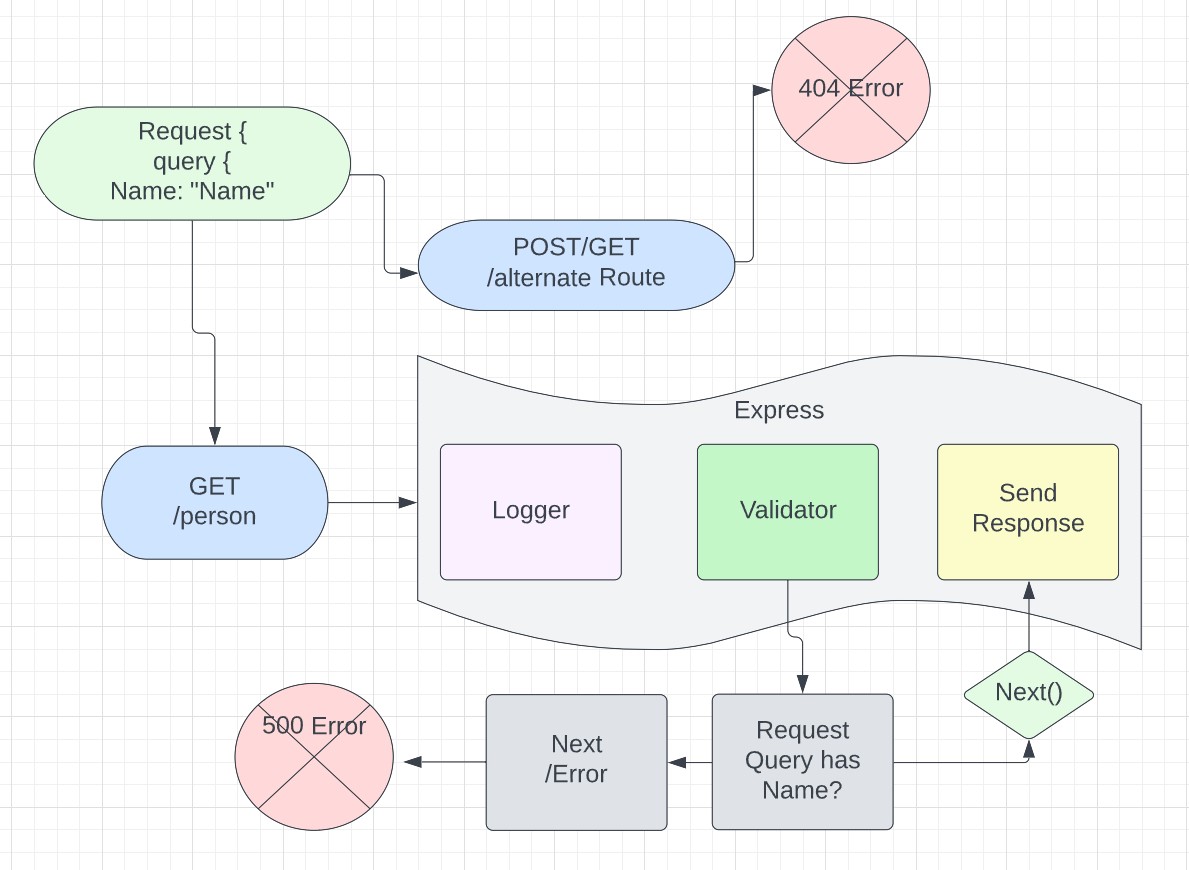 404 Error
Request {
query {
Name: "Name"
POST/GET
/alternate Route
Express
GET
/person
Logger
Validator
Send
Response
Next()
500 Error
Next
/Error
Request
Query has
Name?